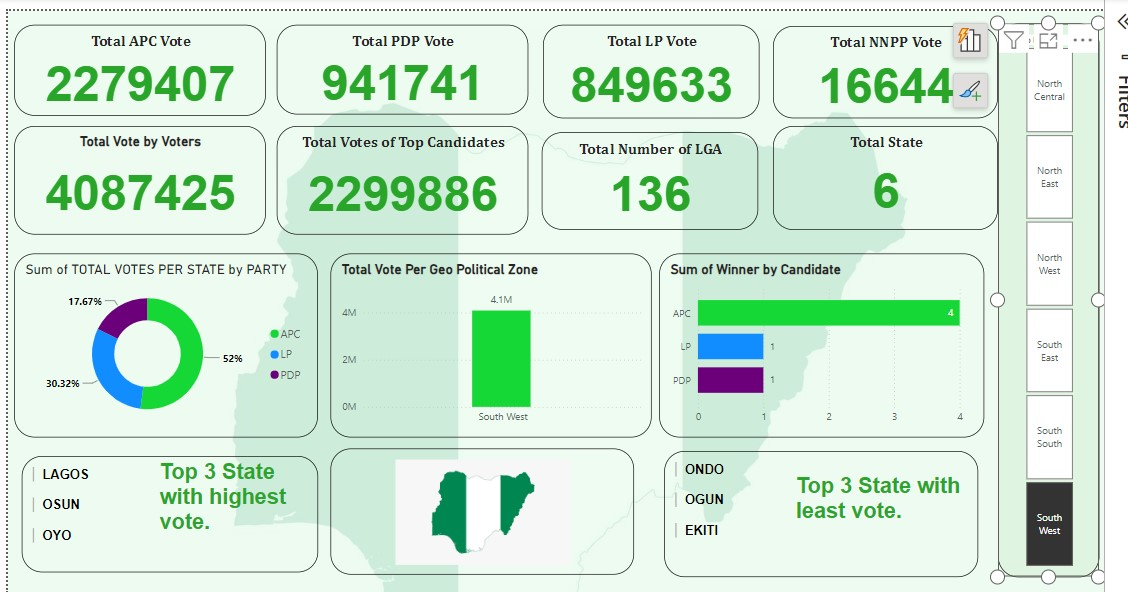 Total APC Vote
2279407
Total PDP Vote
941741
Total LP Vote
849633
Total NNPP Vote
16644
Total Vote by Voters
4087425
Total Votes of Top Candidates
2299886
Total Number of LGA
136
Total State
6
Sum of TOTAL VOTES PER STATE by PARTY
17.67%
52%
30.32%
APC
LP
PDP
Total Vote Per Geo Political Zone
4.1M
4M
2M
0M
South West
Sum of Winner by Candidate
APC
4
LP
1
PDP
1
0
1
2
3
4
LAGOS
OSUN
OYO
Top 3 State
with highest
vote.
ONDO
OGUN
EKITI
Top 3 State with
least vote.
North
Central
North
East
North
West
South
East
South
South
South
West
Filters